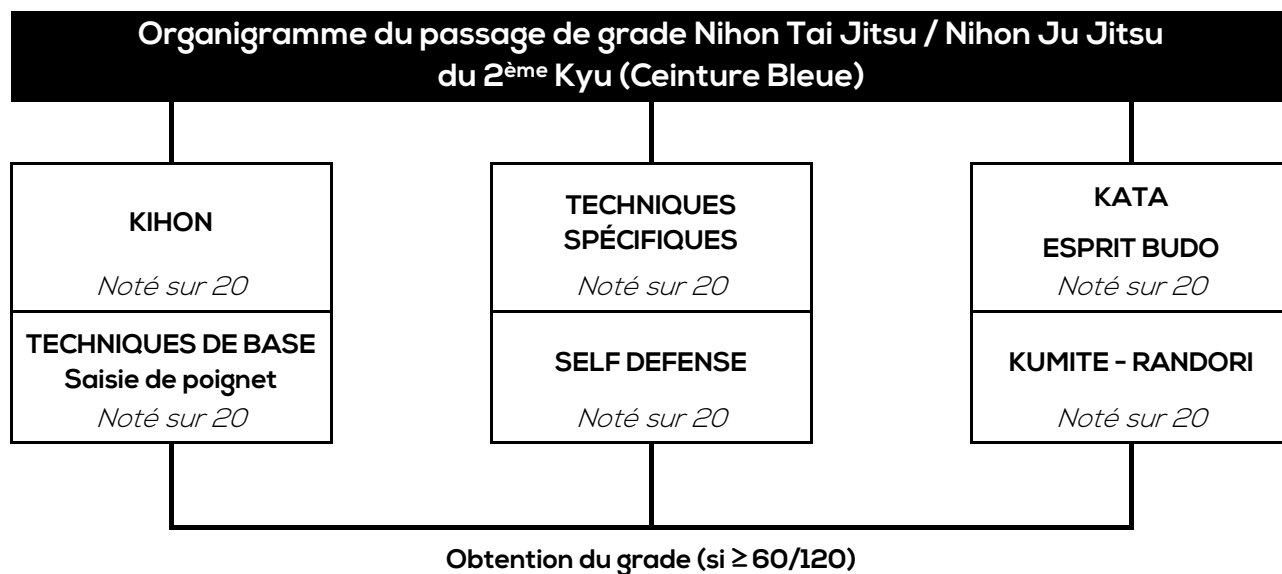 Organigramme du passage de grade Nihon Tai Jitsu / Nihon Ju Jitsu
du 2ème Kyu (Ceinture Bleue)
KIHON
Noté sur 20
TECHNIQUES DE BASE
Saisie de poignet
Noté sur 20
TECHNIQUES
SPÉCIFIQUES
Noté sur 20
SELF DEFENSE
Noté sur 20
KATA
ESPRIT BUDO
Noté sur 20
KUMITE - RANDORI
Noté sur 20
Obtention du grade (si ≥ 60/120)